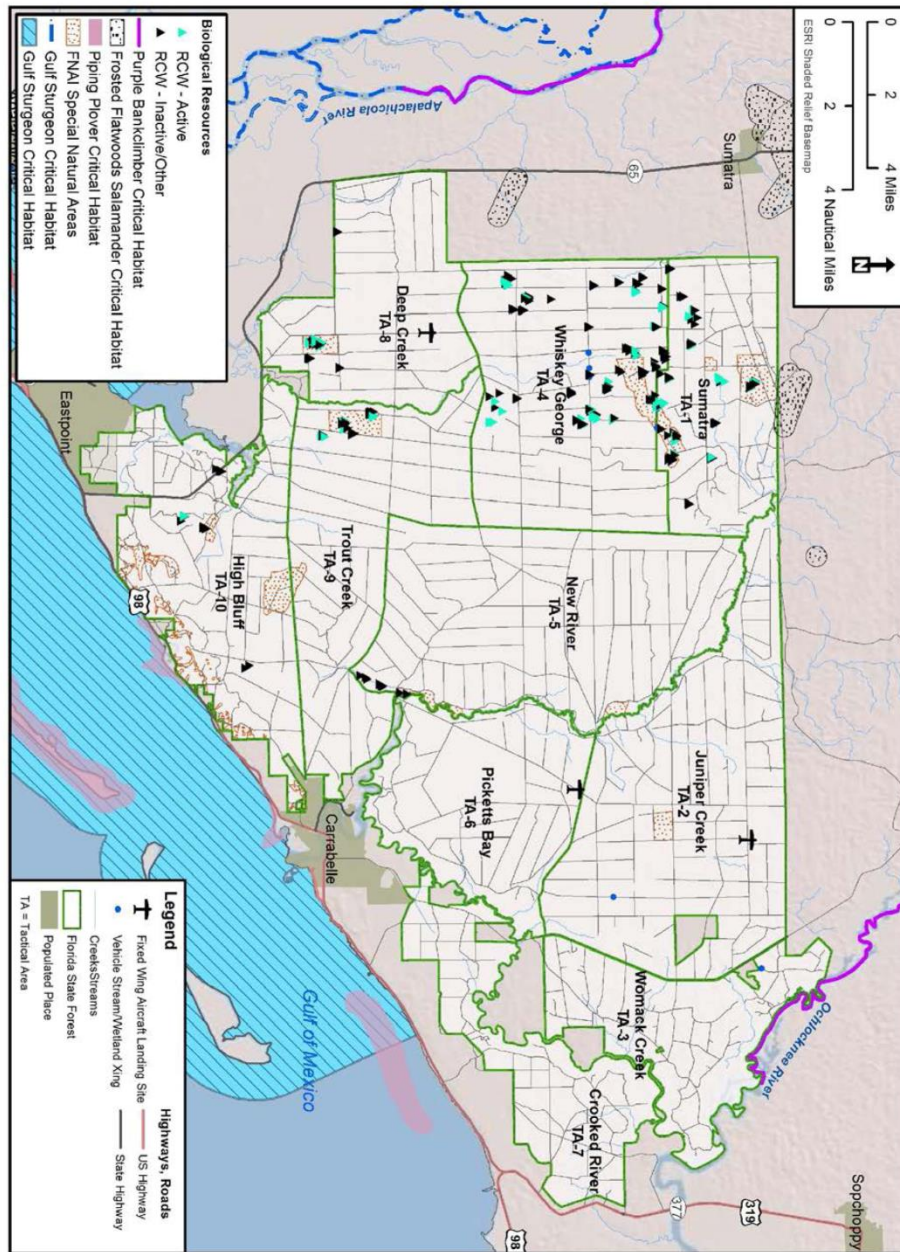 0 2 4 Miles
0 2 4 Nautical Miles
N
ESRI Shaded Relief Basemap
Sumatra
65
Apalachicola River
Sumatra
TA-1
Whiskey George
TA-4
Deep Creek
TA-8
New River
TA-5
Trout Creek
TA-9
High Bluff
TA-10
Juniper Creek
TA-2
Picketts Bay
TA-6
Womack Creek
TA-3
Crooked River
TA-7
Ochlocknee River
Sopchoppy
319
377
98
98
Eastpoint
Carrabelle
Gulf of Mexico
Biological Resources
RCW - Active
RCW - Inactive/Other
Purple Bankclimber Critical Habitat
Frosted Flatwoods Salamander Critical Habitat
Piping Plover Critical Habitat
FNAI Special Natural Areas
Gulf Sturgeon Critical Habitat
Gulf Sturgeon Critical Habitat
Legend
Fixed Wing Aircraft Landing Site
Vehicle Stream/Wetland Xing
CreeksStreams
Florida State Forest
Populated Place
TA = Tactical Area
Highways, Roads
US Highway
State Highway